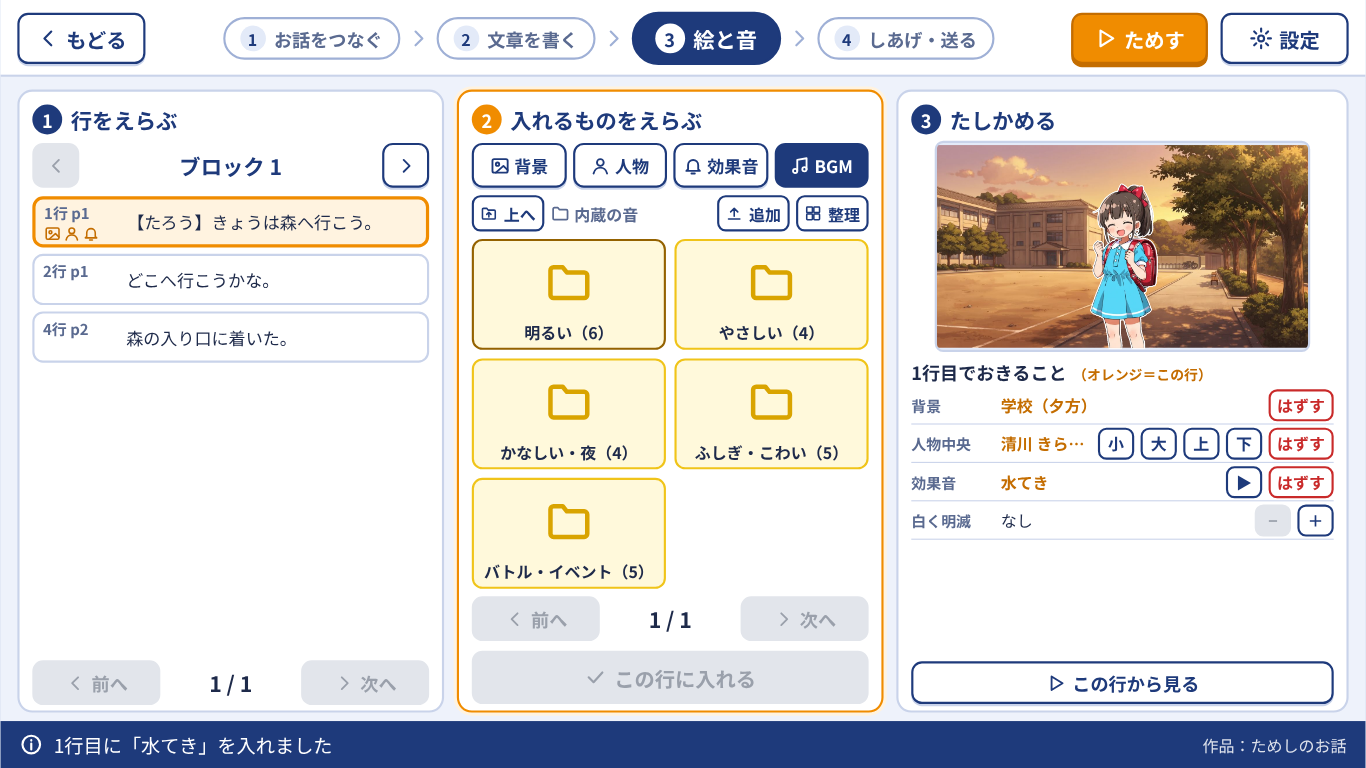 もどる
1 お話をつなぐ
2 文章を書く
3 絵と音
4 しあげ・送る
ためす
設定
1 行をえらぶ
ブロック 1
1行 p1
【たろう】きょうは森へ行こう。
2行 p1
どこへ行こうかな。
4行 p2
森の入り口に着いた。
前へ
1 / 1
次へ
2 入れるものをえらぶ
背景
人物
効果音
BGM
上へ
内蔵の音
追加
整理
明るい（6）
やさしい（4）
かなしい・夜（4）
ふしぎ・こわい（5）
バトル・イベント（5）
前へ
1 / 1
次へ
この行に入れる
3 たしかめる
1行目でおきること （オレンジ＝この行）
背景 学校（夕方） はずす
人物中央 清川 きら… 小 大 上 下 はずす
効果音 水てき はずす
白く明滅 なし − +
この行から見る
1行目に「水てき」を入れました
作品：ためしのお話